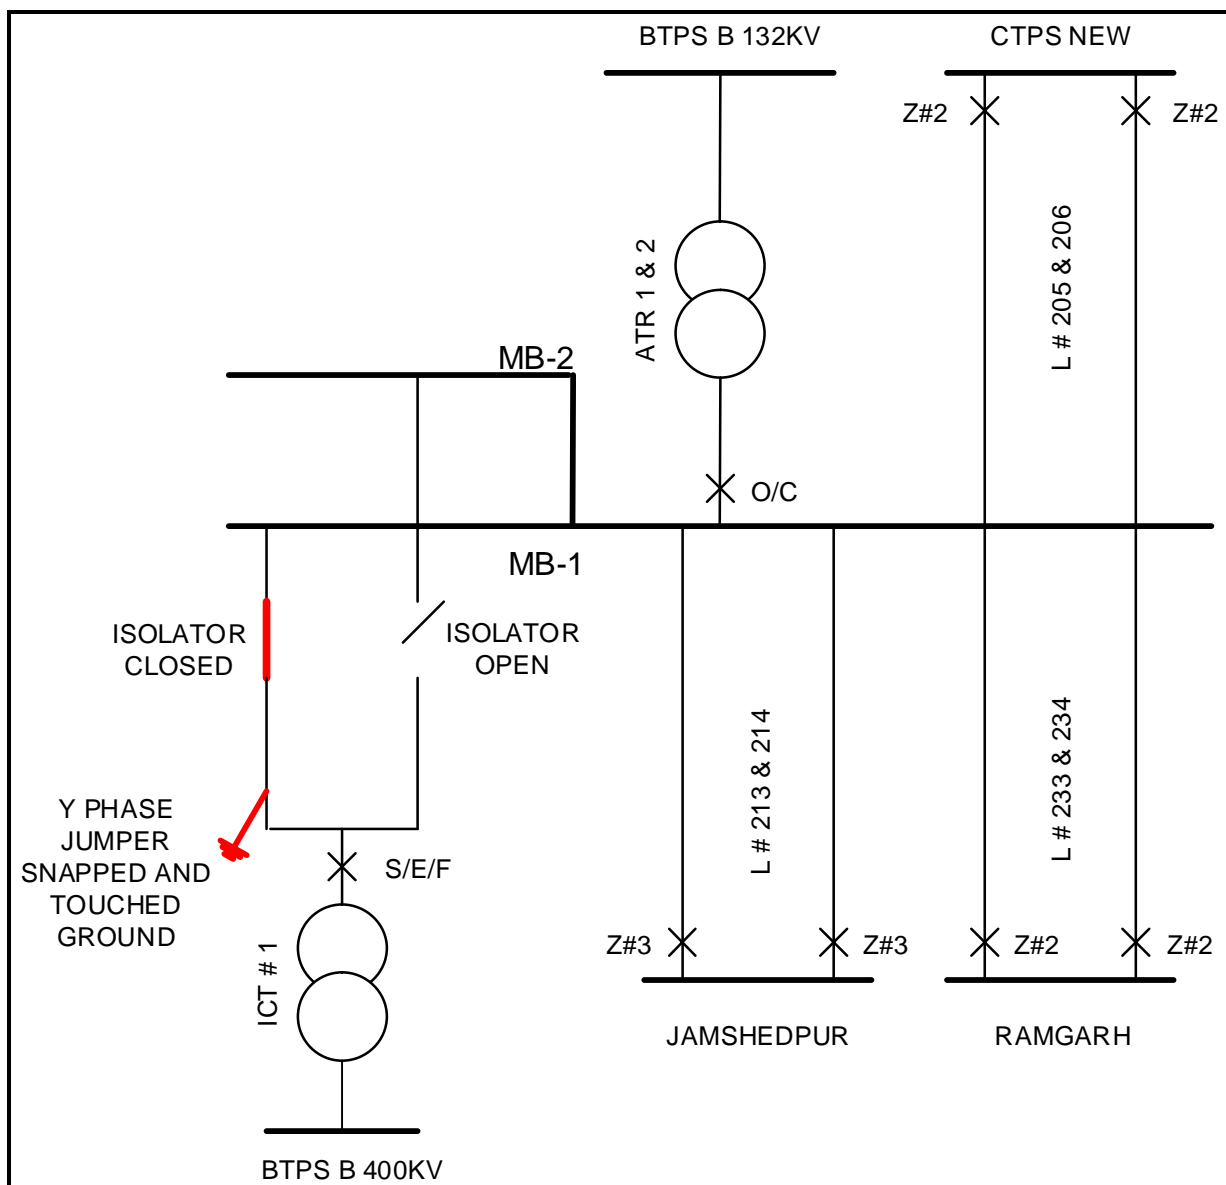 BTPS B 132KV
CTPS NEW
Z#2
Z#2
ATR 1 & 2
L # 205 & 206
MB-2
O/C
MB-1
ISOLATOR
CLOSED
ISOLATOR
OPEN
Y PHASE
JUMPER
SNAPPED AND
TOUCHED
GROUND
S/E/F
L # 213 & 214
L # 233 & 234
ICT # 1
Z#3
Z#3
Z#2
Z#2
JAMSHEDPUR
RAMGARH
BTPS B 400KV